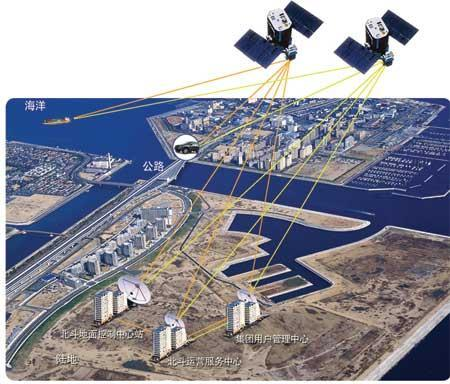 海洋
公路
北斗地面控制中心站
集团用户管理中心
北斗运营服务中心
陆地